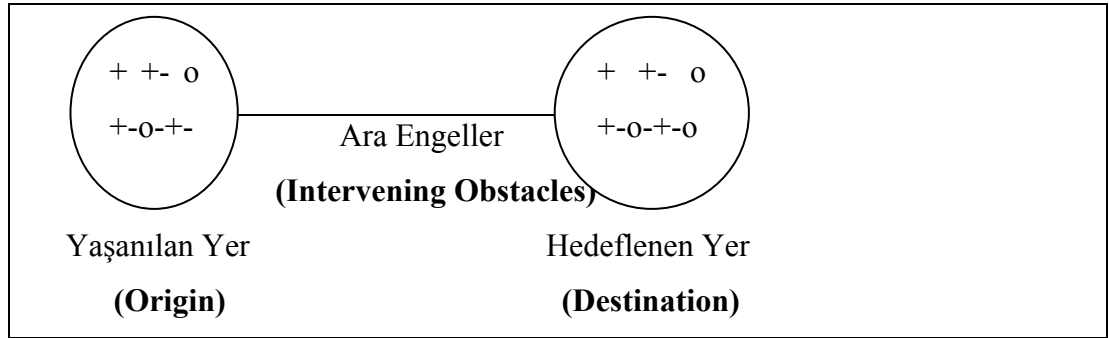 + +- o + +- o
+-o-+- +-o-+-o
Ara Engeller
(Intervening Obstacles)
Yaşanılan Yer Hedeflenen Yer
(Origin) (Destination)